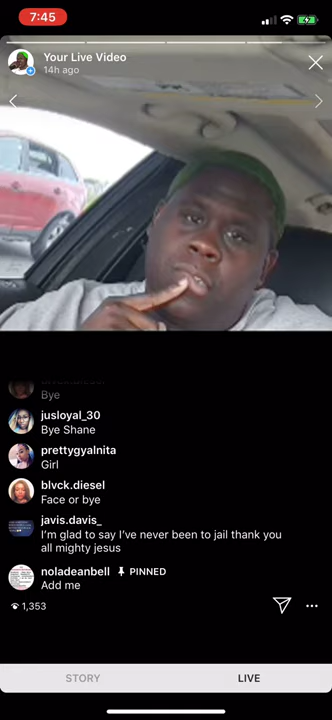 7:45
Your Live Video
14h ago
Bye
jusloyal_30
Bye Shane
prettygyalnita
Girl
blvck.diesel
Face or bye
javis.davis_
I'm glad to say I've never been to jail thank you
all mighty jesus
noladeanbell PINNED
Add me
1,353
STORY LIVE